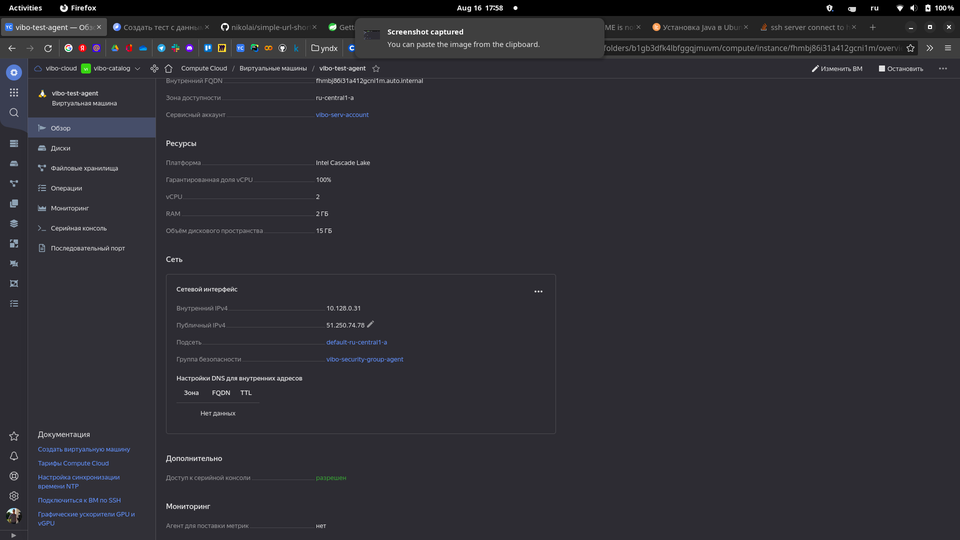 Activities
Firefox
Aug 16 17:58
ru
100%
vibo-test-agent — Обз
Создать тест с данны
nikolai/simple-url-shor
Gett
ME is no
Установка Java в Ubu
ssh server connect to l
Screenshot captured
You can paste the image from the clipboard.
yndx
folders/b1gb3dfk4lbfggqjmuvm/compute/instance/fhmbj86i31a412gcni1m/overvi
vibo-cloud
vibo-catalog
Compute Cloud / Виртуальные машины / vibo-test-agent
Изменить ВМ
Остановить
vibo-test-agent
Виртуальная машина
Обзор
Диски
Файловые хранилища
Операции
Мониторинг
Серийная консоль
Последовательный порт
Документация
Создать виртуальную машину
Тарифы Compute Cloud
Настройка синхронизации
времени NTP
Подключиться к ВМ по SSH
Графические ускорители GPU и
vGPU
Внутренний FQDN fhmbj86i31a412gcni1m.auto.internal
Зона доступности ru-central1-a
Сервисный аккаунт vibo-serv-account
Ресурсы
Платформа Intel Cascade Lake
Гарантированная доля vCPU 100%
vCPU 2
RAM 2 ГБ
Объём дискового пространства 15 ГБ
Сеть
Сетевой интерфейс
Внутренний IPv4 10.128.0.31
Публичный IPv4 51.250.74.78
Подсеть default-ru-central1-a
Группа безопасности vibo-security-group-agent
Настройки DNS для внутренних адресов
Зона FQDN TTL
Нет данных
Дополнительно
Доступ к серийной консоли разрешен
Мониторинг
Агент для поставки метрик нет